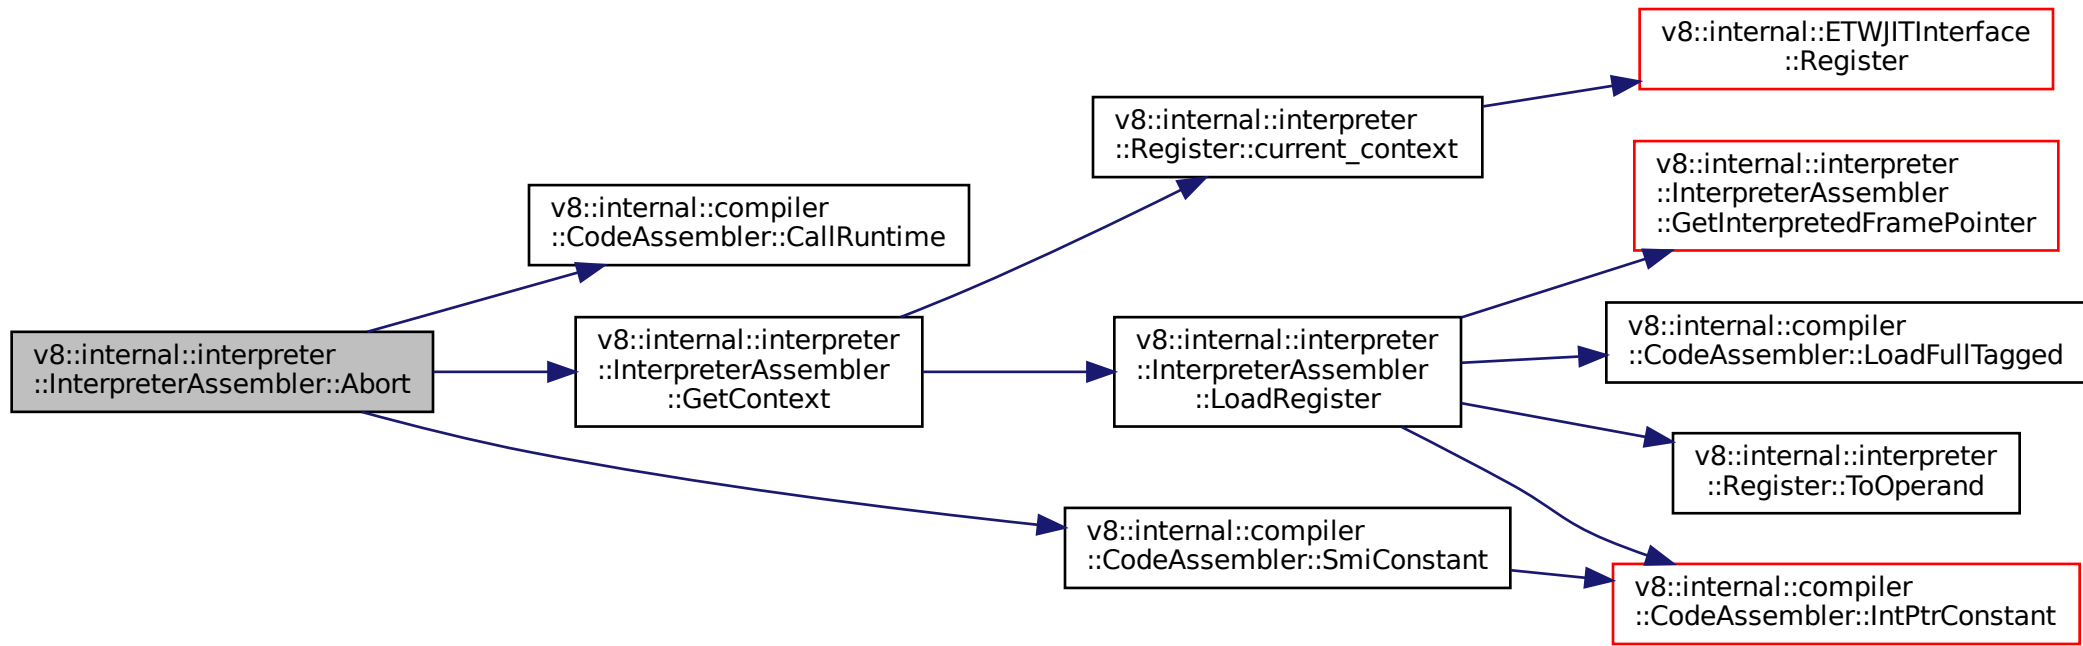 v8::internal::interpreter
::InterpreterAssembler::Abort
v8::internal::compiler
::CodeAssembler::CallRuntime
v8::internal::interpreter
::InterpreterAssembler
::GetContext
v8::internal::compiler
::CodeAssembler::SmiConstant
v8::internal::interpreter
::Register::current_context
v8::internal::interpreter
::InterpreterAssembler
::LoadRegister
v8::internal::ETWJITInterface
::Register
v8::internal::interpreter
::InterpreterAssembler
::GetInterpretedFramePointer
v8::internal::compiler
::CodeAssembler::LoadFullTagged
v8::internal::interpreter
::Register::ToOperand
v8::internal::compiler
::CodeAssembler::IntPtrConstant